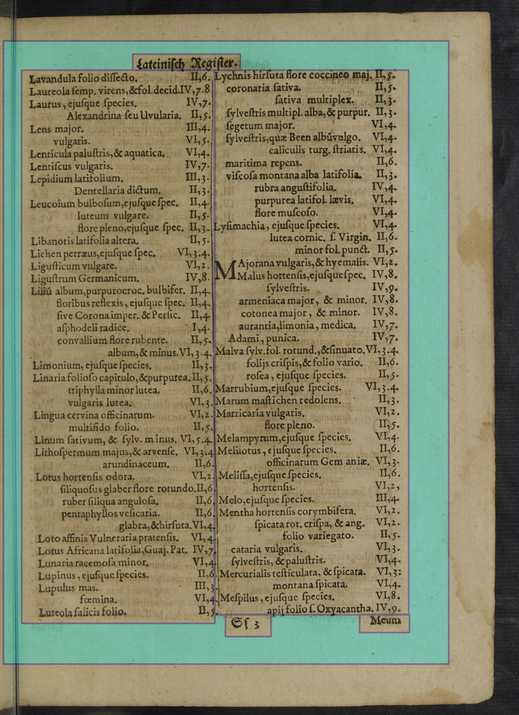 Lateinisch Register.
Lavandula folio dissecto. II,6.
Laureola semp. virens,&fol.decid.IV,7.8
Laurus, ejusque species. IV,7.
Alexandrina seu Uvularia. II,5.
Lens major. III,4.
vulgaris. VI,5.
Lenticula palustris,& aquatica. VI,4.
Lentiscus vulgaris. IV,7.
Lepidium latifolium. III,3.
Dentellaria dictum. II,3.
Leucoium bulbosum,ejusque spec. II,4.
luteum vulgare. II,5.
flore pleno,ejusque spec. II,3.
Libanotis latifolia altera. II,5.
Lichen petræus,ejusque spec. VI,3.4.
Ligusticum vulgare. VI,2.
Ligustrum Germanicum. IV,8.
Liliũ album,purpurocroc. bulbifer. II,4.
floribus reflexis , ejusque spec. II,4.
sive Corona imper. & Persic. II,4.
asphodeli radice. I,4.
convallium flore rubente. II,5.
album,& minus. VI,3.4.
Limonium, ejusque species. II,3.
Linaria folioso capitulo,&purpurea. II,5.
triphylla minor lutea. II,6.
vulgaris lutea. VI,3.
Lingua cervina officinarum. VI,2.
multifido folio. II,5.
Linum sativum, & sylv. minus. VI,5.4.
Lithospermum majus,& arvense. VI,3.4
arundinaceum. II,6.
Lotus hortensis odora. VI,2.
siliquosus glaber flore rotundo. II,6.
ruber siliqua angulosa. II,6.
pentaphyllos vesicaria. II,6.
glabra,&hirsuta. VI,4.
Loto affinis Vulneraria pratensis. VI,4.
Lotus Africana latifolia,Guaj. Pat. IV,7.
Lunaria racemosa minor. VI,4.
Lupinus , ejusque species. II,6.
Lupulus mas. III,3.
fœmina. VI,4.
Luteola salicis folio. II,5.
Lychnis hirsuta flore coccineo maj. II,5.
coronaria sativa. II,5.
sativa multiplex. II,3.
sylvestris multipl. alba,& purpur. II,3.
segetum major. VI,4.
sylvestris,quæ Been albũvulgo. VI,4.
caliculis turg. striatis. VI,4.
maritima repens. II,6.
viscosa montana alba latifolia. II,3.
rubra angustifolia. IV,4.
purpurea latifol. lævis. VI,4.
flore muscoso. VI,4.
Lysimachia , ejusque species. VI,4.
lutea cornic. s. Virgin. II,6.
minor fol. punct. II,5.
MAjorana vulgaris,& hyemalis. VI,2.
Malus hortensis,ejusque spec. IV,8.
sylvestris. IV,9.
armeniaca major , & minor. IV,8.
cotonea major , & minor. IV,8.
aurantia,limonia, medica. IV,7.
Adami, punica. IV,7.
Malva sylv. fol. rotund.,&sinuato. VI,3.4.
foliis crispis,& folio vario. II,6.
rosea , ejusque species. II,5.
Marrubium,ejusque species. VI,3.4.
Marum mastichen redolens. II,3.
Matricaria vulgaris. VI,2.
flore pleno. II,5.
Melampyrum,ejusque species. VI,4.
Melilotus , ejusque species. II,6.
officinarum Germaniæ. VI,3.
Melissa,ejusque species. II,6.
hortensis. VI,2,
Melo,ejusque species. III,4.
Mentha hortensis corymbifera. VI,2.
spicata rot. crispa, & ang. VI,2.
folio variegato. II,5.
cataria vulgaris. VI,3.
sylvestris,& palustris. VI,4.
Mercurialis testiculata, & spicata. VI,3:
montana spicata. VI,4.
Mespilus , ejusque species. VI,8,
apij folio s. Oxyacantha. IV,9.
Sſ 3
Meum